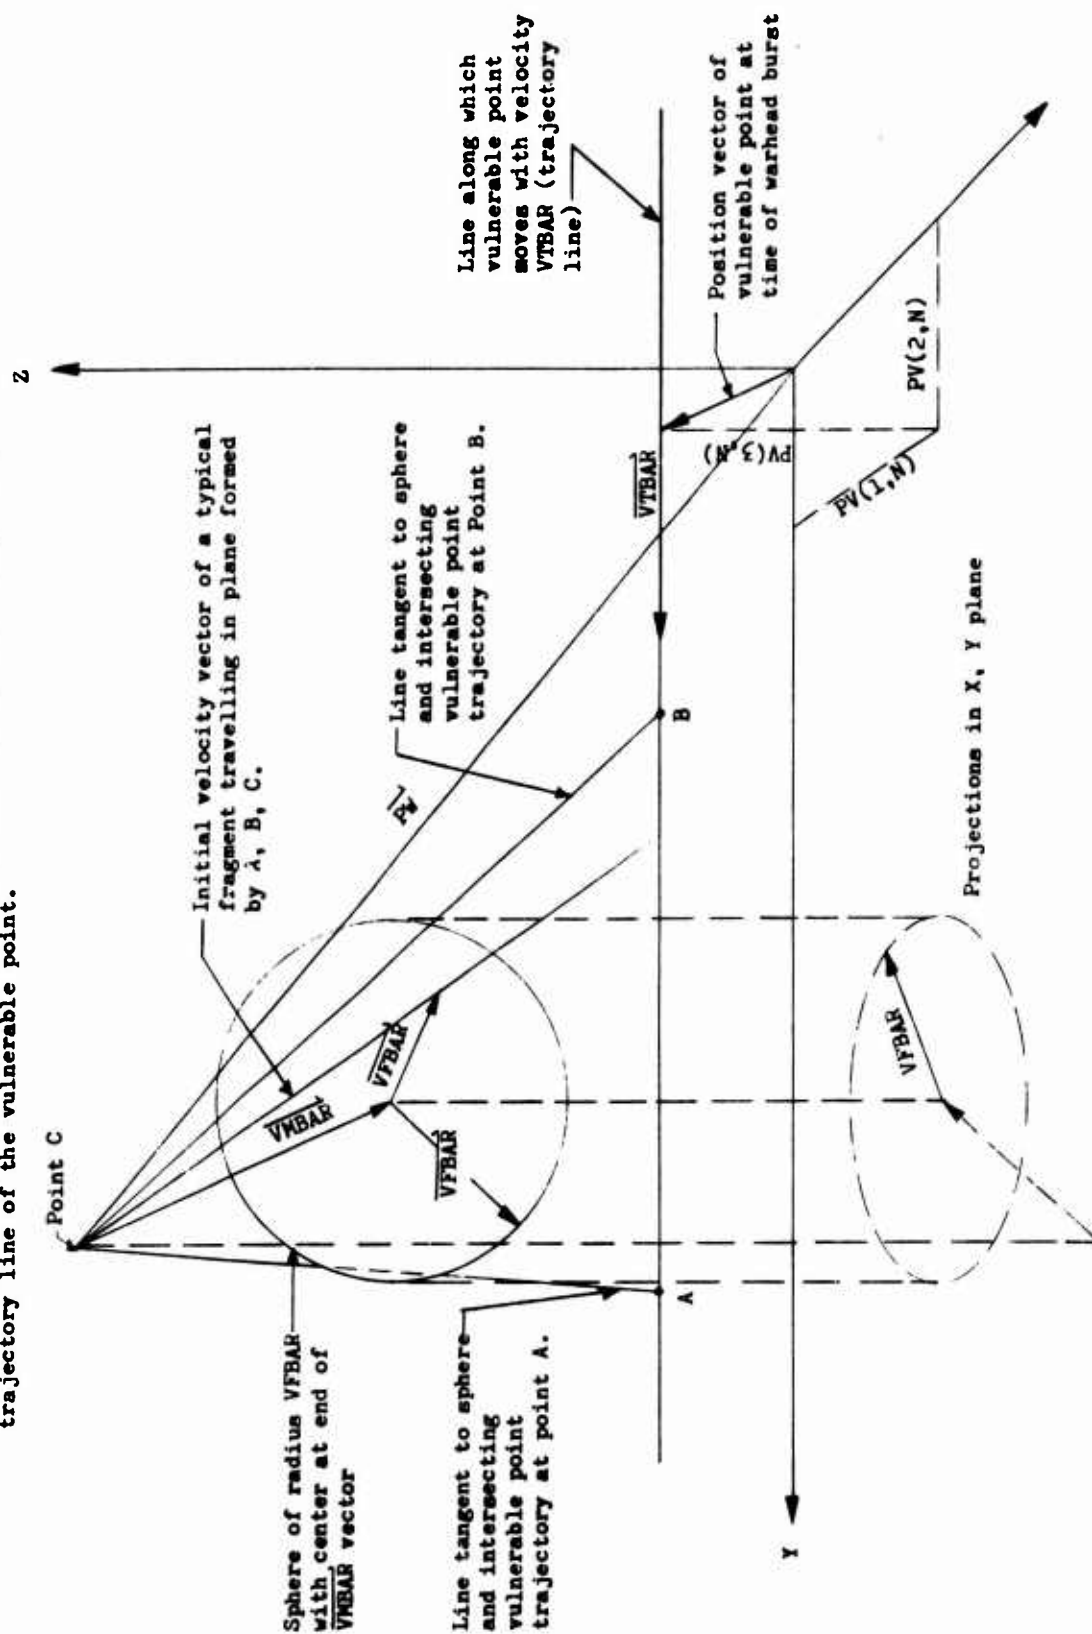 trajectory line of the vulnerable point.
Point C
Z
Initial velocity vector of a typical
fragment travelling in plane formed
by A, B, C.
Line tangent to sphere
and intersecting
vulnerable point
trajectory at Point B.
Line along which
vulnerable point
moves with velocity
VTBAR (trajectory
line)
Position vector of
vulnerable point at
time of warhead burst
Sphere of radius VFBAR
with center at end of
VMBAR vector
Line tangent to sphere
and intersecting
vulnerable point
trajectory at point A.
VMBAR
VFBAR
VFBAR
VTBAR
A
B
PV(3,N)
PV(2,N)
PV(1,N)
Y
VFBAR
Projections in X, Y plane